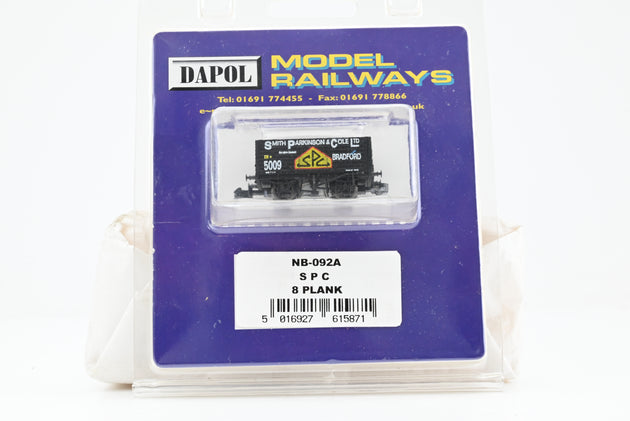 DAPOL
MODEL
RAILWAYS
Tel: 01691 774455 - Fax: 01691 778866
SMITH PARKINSON & COLE LTD
5009 SPC BRADFORD
NB-092A
S P C
8 PLANK
5 016927 615871